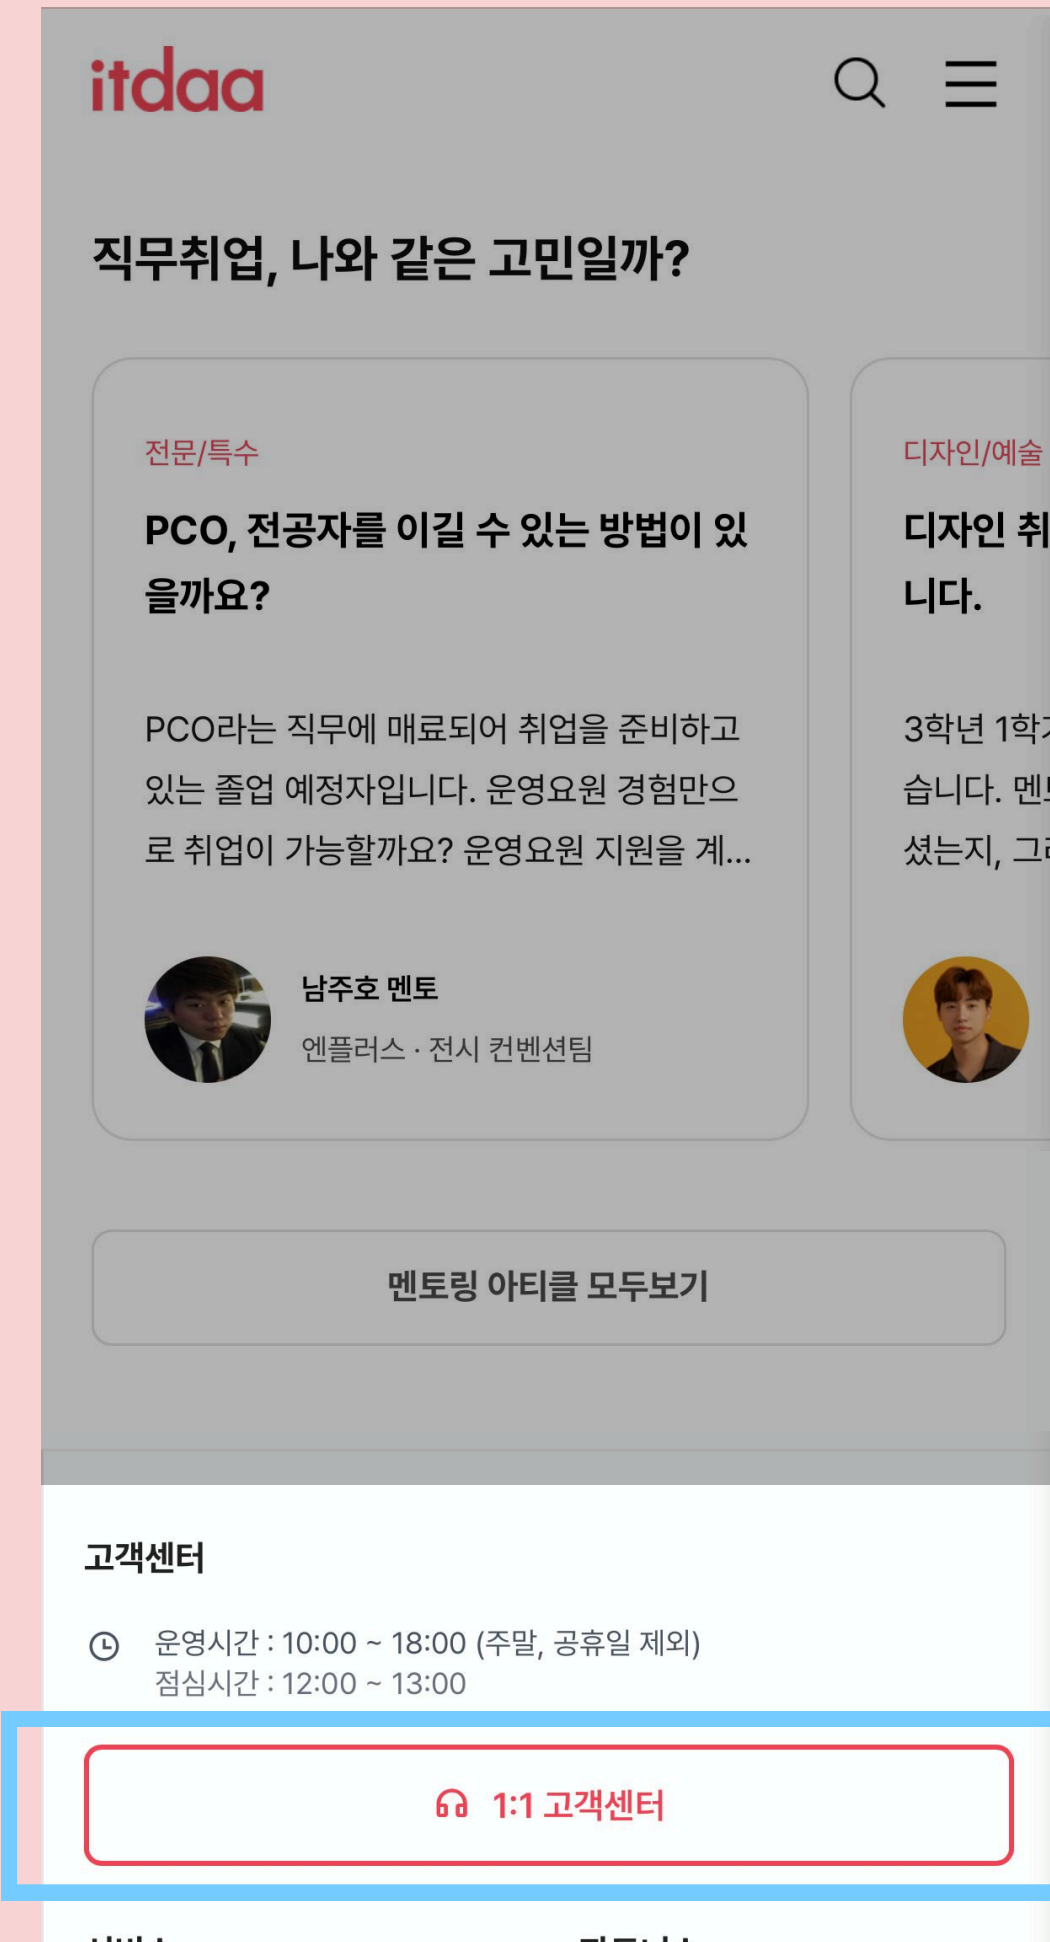 itdaa
직무취업, 나와 같은 고민일까?
전문/특수
PCO, 전공자를 이길 수 있는 방법이 있
을까요?
PCO라는 직무에 매료되어 취업을 준비하고
있는 졸업 예정자입니다. 운영요원 경험만으
로 취업이 가능할까요? 운영요원 지원을 계...
남주호 멘토
엔플러스 · 전시 컨벤션팀
디자인/예술
디자인 취
니다.
3학년 1학
습니다.
셨는지,
멘토링 아티클 모두보기
고객센터
운영시간 : 10:00 ~ 18:00 (주말, 공휴일 제외)
점심시간 : 12:00 ~ 13:00
1:1 고객센터